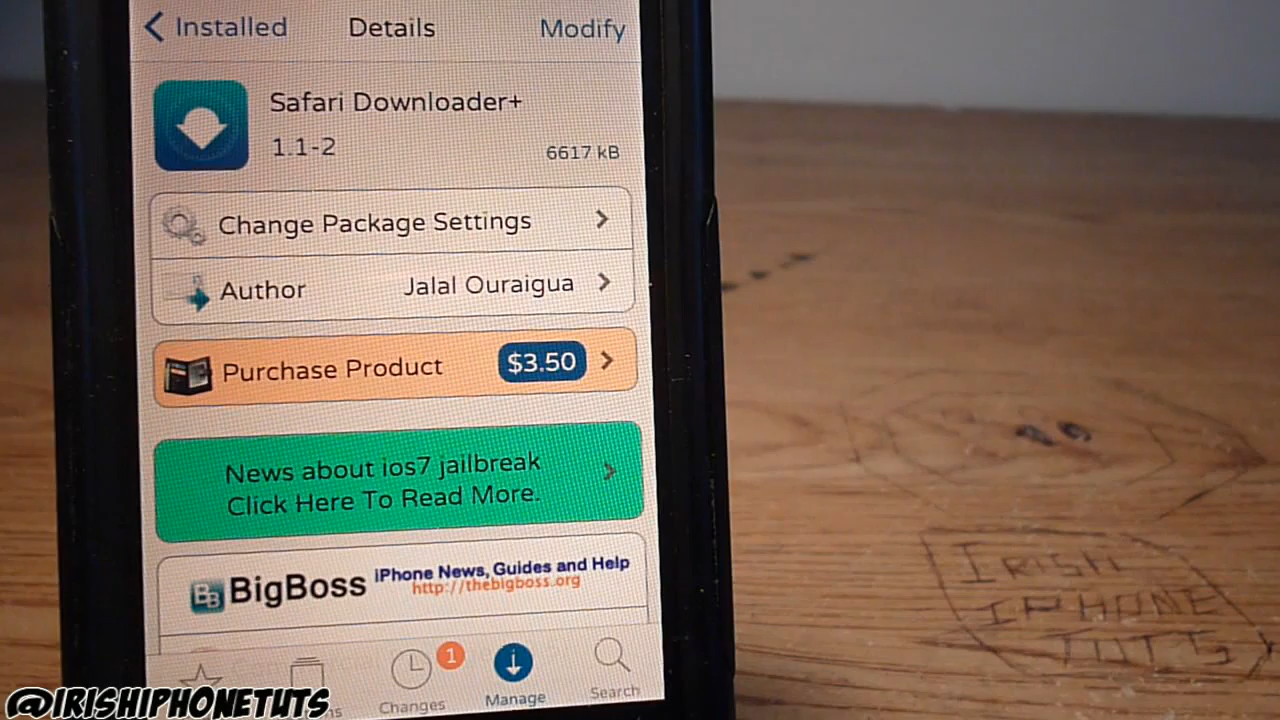 Installed Details Modify
Safari Downloader+
1.1-2 6617 kB
Change Package Settings
Author Jalal Ouraigua
Purchase Product $3.50
News about ios7 jailbreak
Click Here To Read More.
BB BigBoss iPhone News, Guides and Help
http://thebigboss.org
1
Changes Manage Search
IRISH
IPHONE
TUTS
@IRISHIPHONETUTS